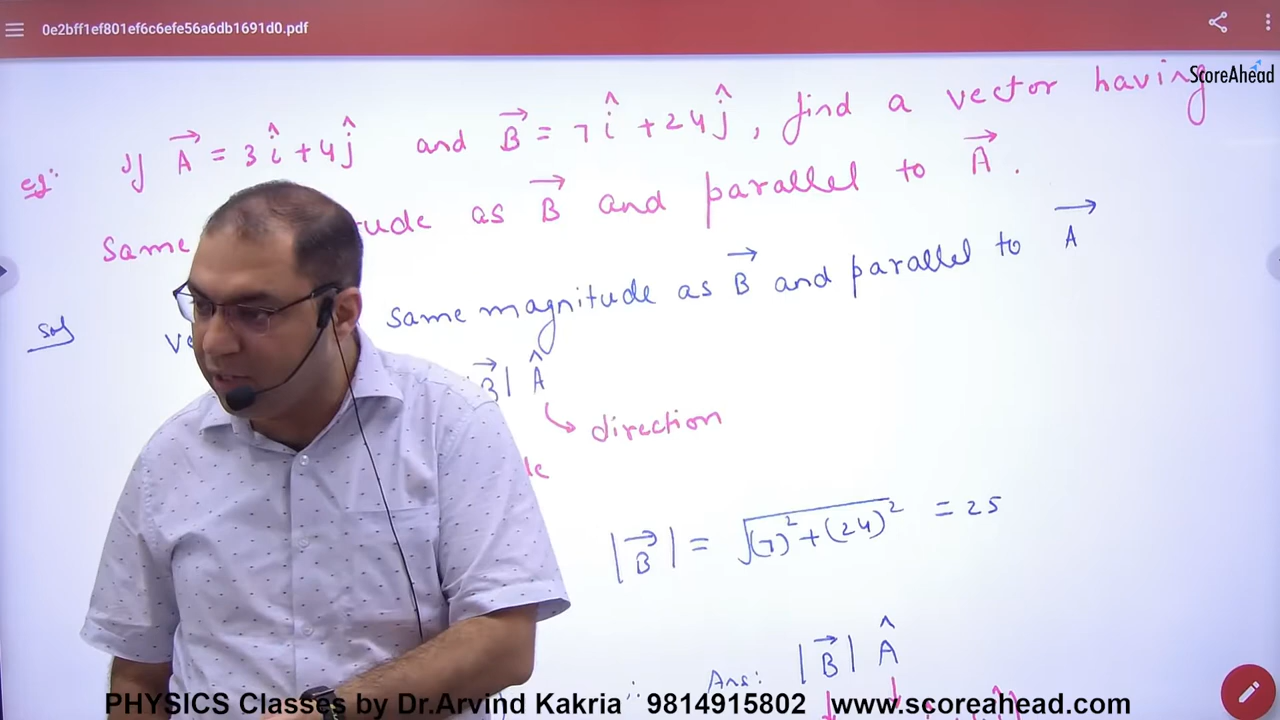 0e2bff1ef801ef6c6efe56a6db1691d0.pdf
ScoreAhead
eg: If A⃗ = 3î + 4ĵ and B⃗ = 7î + 24ĵ, find a vector having
same tude as B⃗ and parallel to A⃗.
Sol same magnitude as B⃗ and parallel to A⃗
B⃗| Â
↳ direction
de
|B⃗| = √(7)² + (24)² = 25
∴ Ans: |B⃗| Â
PHYSICS Classes by Dr.Arvind Kakria 9814915802 www.scoreahead.com